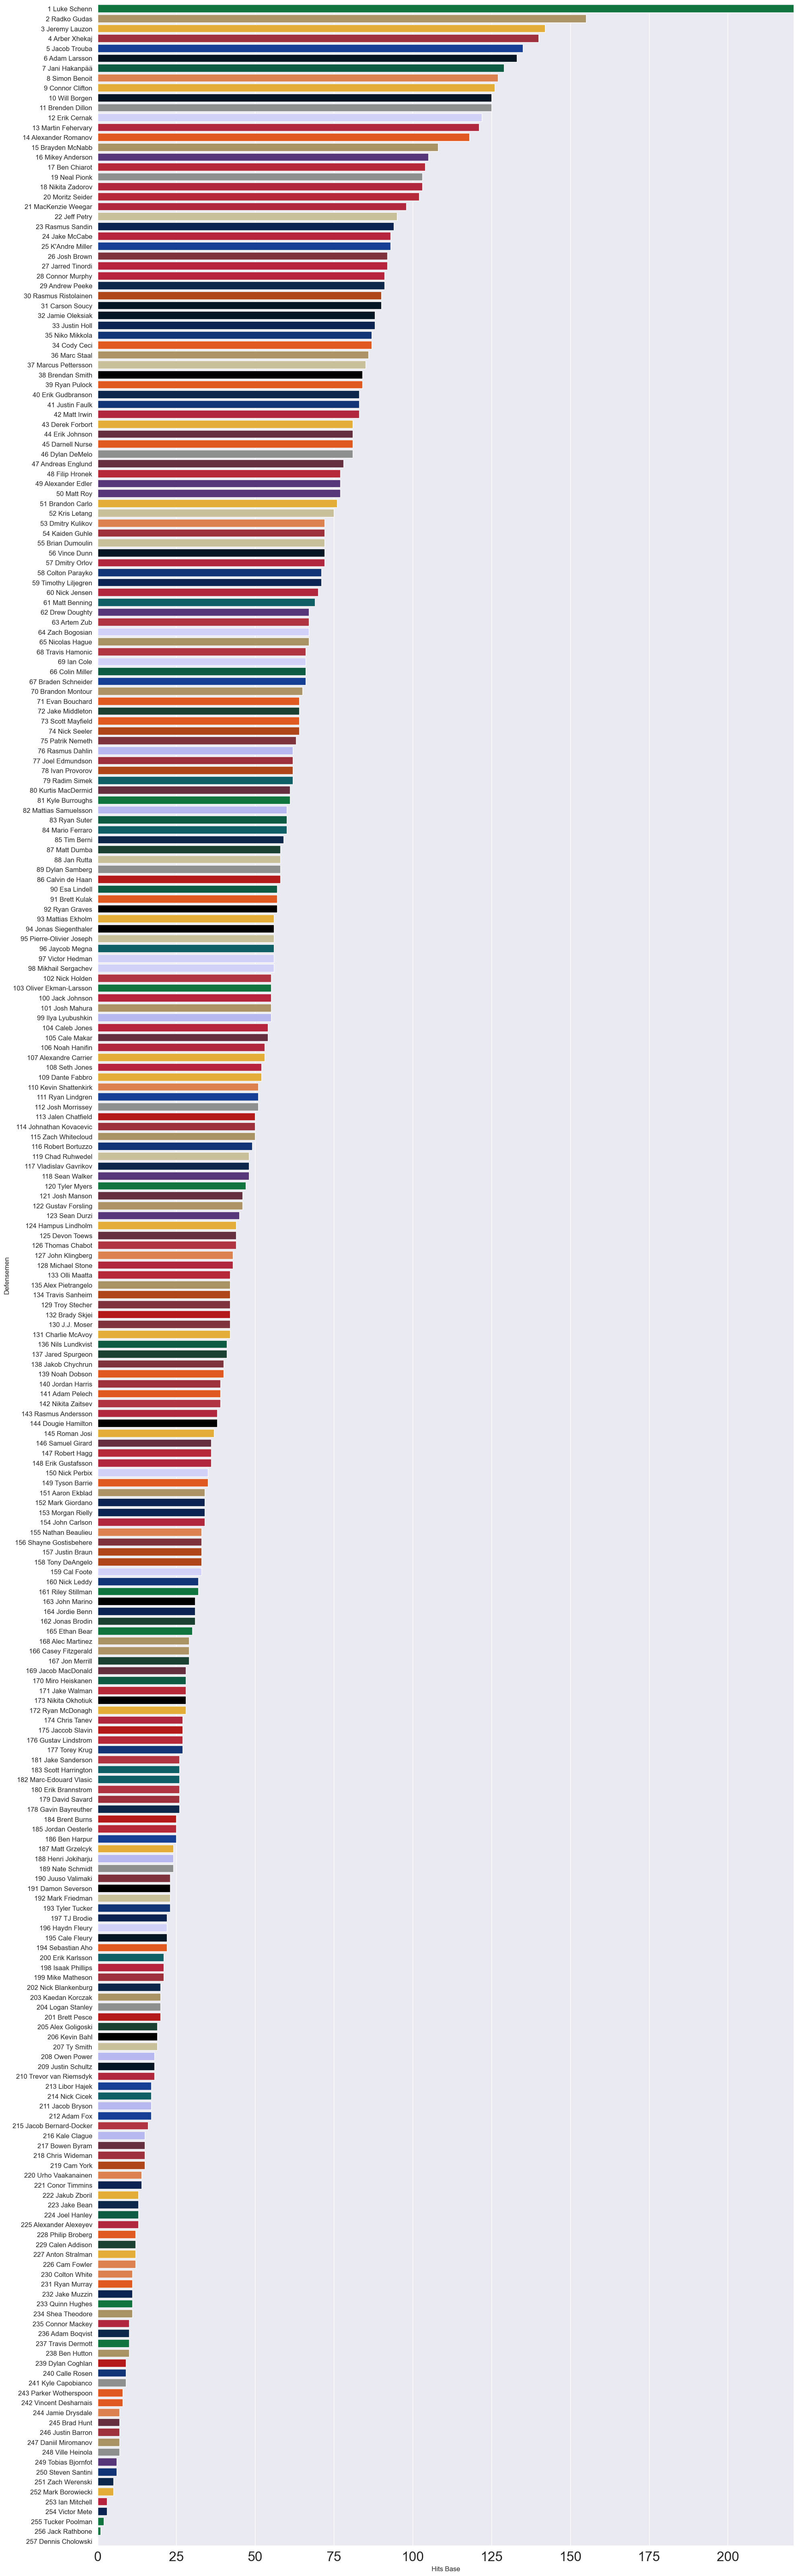 1 Luke Schenn
2 Radko Gudas
3 Jeremy Lauzon
4 Arber Xhekaj
5 Jacob Trouba
6 Adam Larsson
7 Jani Hakanpää
8 Simon Benoit
9 Connor Clifton
10 Will Borgen
11 Brenden Dillon
12 Erik Cernak
13 Martin Fehervary
14 Alexander Romanov
15 Brayden McNabb
16 Mikey Anderson
17 Ben Chiarot
19 Neal Pionk
18 Nikita Zadorov
20 Moritz Seider
21 MacKenzie Weegar
22 Jeff Petry
23 Rasmus Sandin
24 Jake McCabe
25 K'Andre Miller
26 Josh Brown
27 Jarred Tinordi
28 Connor Murphy
29 Andrew Peeke
30 Rasmus Ristolainen
31 Carson Soucy
32 Jamie Oleksiak
33 Justin Holl
35 Niko Mikkola
34 Cody Ceci
36 Marc Staal
37 Marcus Pettersson
38 Brendan Smith
39 Ryan Pulock
40 Erik Gudbranson
41 Justin Faulk
42 Matt Irwin
43 Derek Forbort
44 Erik Johnson
45 Darnell Nurse
46 Dylan DeMelo
47 Andreas Englund
48 Filip Hronek
49 Alexander Edler
50 Matt Roy
51 Brandon Carlo
52 Kris Letang
53 Dmitry Kulikov
54 Kaiden Guhle
55 Brian Dumoulin
56 Vince Dunn
57 Dmitry Orlov
58 Colton Parayko
59 Timothy Liljegren
60 Nick Jensen
61 Matt Benning
62 Drew Doughty
63 Artem Zub
64 Zach Bogosian
65 Nicolas Hague
68 Travis Hamonic
69 Ian Cole
66 Colin Miller
67 Braden Schneider
70 Brandon Montour
71 Evan Bouchard
72 Jake Middleton
73 Scott Mayfield
74 Nick Seeler
75 Patrik Nemeth
76 Rasmus Dahlin
77 Joel Edmundson
78 Ivan Provorov
79 Radim Simek
80 Kurtis MacDermid
81 Kyle Burroughs
82 Mattias Samuelsson
83 Ryan Suter
84 Mario Ferraro
85 Tim Berni
87 Matt Dumba
88 Jan Rutta
89 Dylan Samberg
86 Calvin de Haan
90 Esa Lindell
91 Brett Kulak
92 Ryan Graves
93 Mattias Ekholm
94 Jonas Siegenthaler
95 Pierre-Olivier Joseph
96 Jaycob Megna
97 Victor Hedman
98 Mikhail Sergachev
102 Nick Holden
103 Oliver Ekman-Larsson
100 Jack Johnson
101 Josh Mahura
99 Ilya Lyubushkin
104 Caleb Jones
105 Cale Makar
106 Noah Hanifin
107 Alexandre Carrier
108 Seth Jones
109 Dante Fabbro
110 Kevin Shattenkirk
111 Ryan Lindgren
112 Josh Morrissey
113 Jalen Chatfield
114 Johnathan Kovacevic
115 Zach Whitecloud
116 Robert Bortuzzo
119 Chad Ruhwedel
117 Vladislav Gavrikov
118 Sean Walker
120 Tyler Myers
121 Josh Manson
122 Gustav Forsling
123 Sean Durzi
124 Hampus Lindholm
125 Devon Toews
126 Thomas Chabot
127 John Klingberg
128 Michael Stone
133 Olli Maatta
135 Alex Pietrangelo
134 Travis Sanheim
129 Troy Stecher
132 Brady Skjei
130 J.J. Moser
131 Charlie McAvoy
136 Nils Lundkvist
137 Jared Spurgeon
138 Jakob Chychrun
139 Noah Dobson
140 Jordan Harris
141 Adam Pelech
142 Nikita Zaitsev
143 Rasmus Andersson
144 Dougie Hamilton
145 Roman Josi
146 Samuel Girard
147 Robert Hagg
148 Erik Gustafsson
150 Nick Perbix
149 Tyson Barrie
151 Aaron Ekblad
152 Mark Giordano
153 Morgan Rielly
154 John Carlson
155 Nathan Beaulieu
156 Shayne Gostisbehere
157 Justin Braun
158 Tony DeAngelo
159 Cal Foote
160 Nick Leddy
161 Riley Stillman
163 John Marino
164 Jordie Benn
162 Jonas Brodin
165 Ethan Bear
168 Alec Martinez
166 Casey Fitzgerald
167 Jon Merrill
169 Jacob MacDonald
170 Miro Heiskanen
171 Jake Walman
173 Nikita Okhotiuk
172 Ryan McDonagh
174 Chris Tanev
175 Jaccob Slavin
176 Gustav Lindstrom
177 Torey Krug
181 Jake Sanderson
183 Scott Harrington
182 Marc-Edouard Vlasic
180 Erik Brannstrom
179 David Savard
178 Gavin Bayreuther
184 Brent Burns
185 Jordan Oesterle
186 Ben Harpur
187 Matt Grzelcyk
188 Henri Jokiharju
189 Nate Schmidt
190 Juuso Valimaki
191 Damon Severson
192 Mark Friedman
193 Tyler Tucker
197 TJ Brodie
196 Haydn Fleury
195 Cale Fleury
194 Sebastian Aho
200 Erik Karlsson
198 Isaak Phillips
199 Mike Matheson
202 Nick Blankenburg
203 Kaedan Korczak
204 Logan Stanley
201 Brett Pesce
205 Alex Goligoski
206 Kevin Bahl
207 Ty Smith
208 Owen Power
209 Justin Schultz
210 Trevor van Riemsdyk
213 Libor Hajek
214 Nick Cicek
211 Jacob Bryson
212 Adam Fox
215 Jacob Bernard-Docker
216 Kale Clague
217 Bowen Byram
218 Chris Wideman
219 Cam York
220 Urho Vaakanainen
221 Conor Timmins
222 Jakub Zboril
223 Jake Bean
224 Joel Hanley
225 Alexander Alexeyev
228 Philip Broberg
229 Calen Addison
227 Anton Stralman
226 Cam Fowler
230 Colton White
231 Ryan Murray
232 Jake Muzzin
233 Quinn Hughes
234 Shea Theodore
235 Connor Mackey
236 Adam Boqvist
237 Travis Dermott
238 Ben Hutton
239 Dylan Coghlan
240 Calle Rosen
241 Kyle Capobianco
243 Parker Wotherspoon
242 Vincent Desharnais
244 Jamie Drysdale
245 Brad Hunt
246 Justin Barron
247 Daniil Miromanov
248 Ville Heinola
249 Tobias Bjornfot
250 Steven Santini
251 Zach Werenski
252 Mark Borowiecki
253 Ian Mitchell
254 Victor Mete
255 Tucker Poolman
256 Jack Rathbone
257 Dennis Cholowski
Defensemen
0 25 50 75 100 125 150 175 200
Hits Base